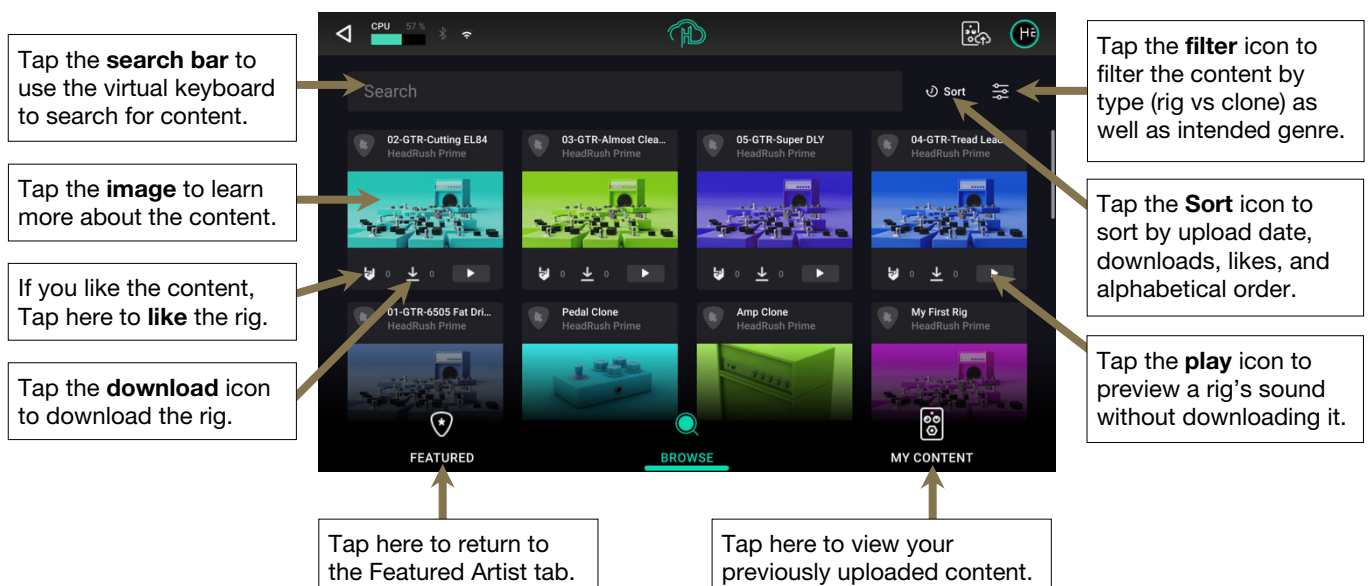 Tap the search bar to
use the virtual keyboard
to search for content.
Tap the image to learn
more about the content.
If you like the content,
Tap here to like the rig.
Tap the download icon
to download the rig.
CPU 57 %
Search
Sort
02-GTR-Cutting EL84
HeadRush Prime
03-GTR-Almost Clea...
HeadRush Prime
05-GTR-Super DLY
HeadRush Prime
04-GTR-Tread Lead
HeadRush Prime
0 0
0 0
0 0
0 0
01-GTR-6505 Fat Dri...
HeadRush Prime
Pedal Clone
HeadRush Prime
Amp Clone
HeadRush Prime
My First Rig
HeadRush Prime
FEATURED
BROWSE
MY CONTENT
Tap the filter icon to
filter the content by
type (rig vs clone) as
well as intended genre.
Tap the Sort icon to
sort by upload date,
downloads, likes, and
alphabetical order.
Tap the play icon to
preview a rig’s sound
without downloading it.
Tap here to return to
the Featured Artist tab.
Tap here to view your
previously uploaded content.